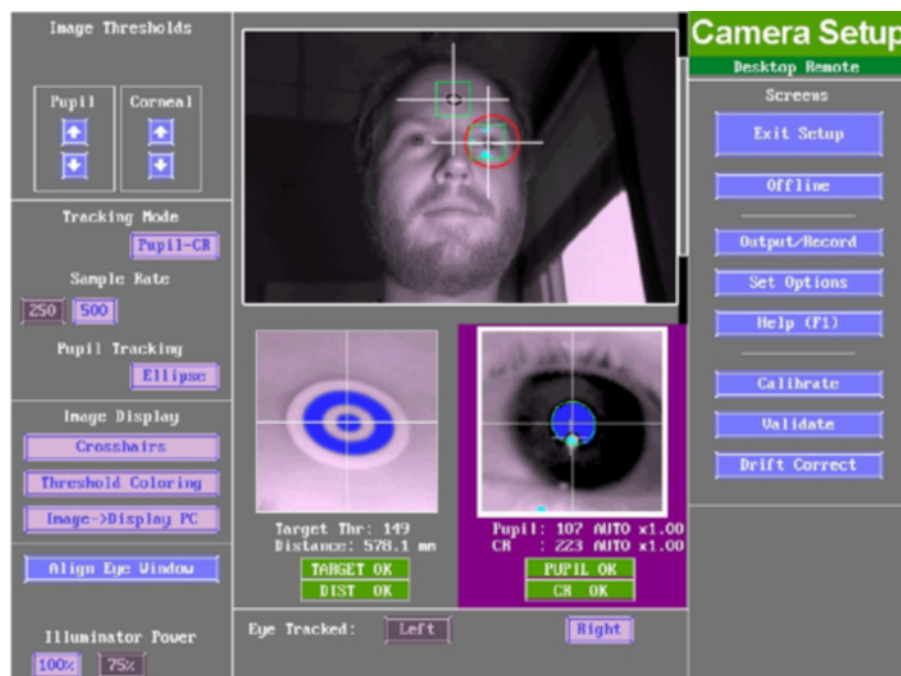 Image Thresholds
Pupil
Corneal
Tracking Mode
Pupil-CR
Sample Rate
250 500
Pupil Tracking
Ellipse
Image Display
Crosshairs
Threshold Coloring
Image->Display PC
Align Eye Window
Illuminator Power
100% 75%
Target Thr: 149
Distance: 578.1 mm
TARGET OK
DIST OK
Pupil: 107 AUTO x1.00
CR : 223 AUTO x1.00
PUPIL OK
CR OK
Eye Tracked: Left Right
Camera Setup
Desktop Remote
Screens
Exit Setup
Offline
Output/Record
Set Options
Help (F1)
Calibrate
Validate
Drift Correct